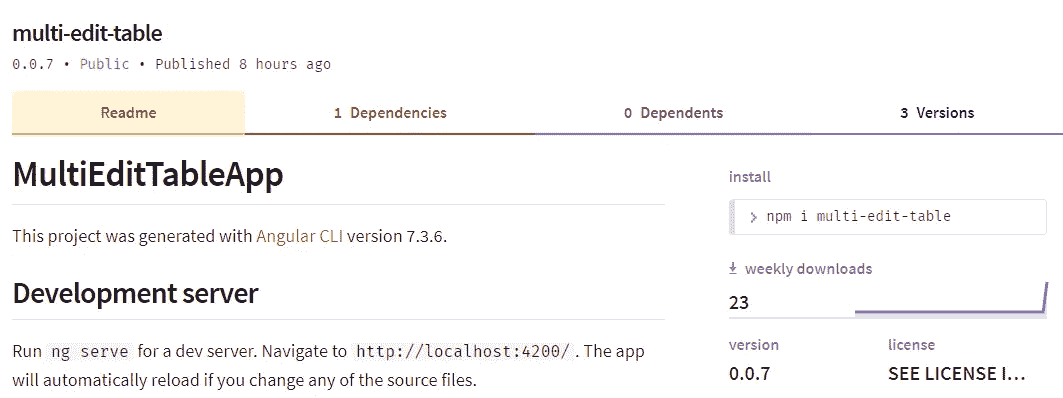 multi-edit-table
0.0.7 • Public • Published 8 hours ago
Readme
1 Dependencies
0 Dependents
3 Versions
MultiEditTableApp
This project was generated with Angular CLI version 7.3.6.
Development server
Run ng serve for a dev server. Navigate to http://localhost:4200/. The app
will automatically reload if you change any of the source files.
install
npm i multi-edit-table
weekly downloads
23
version
license
0.0.7
SEE LICENSE I...